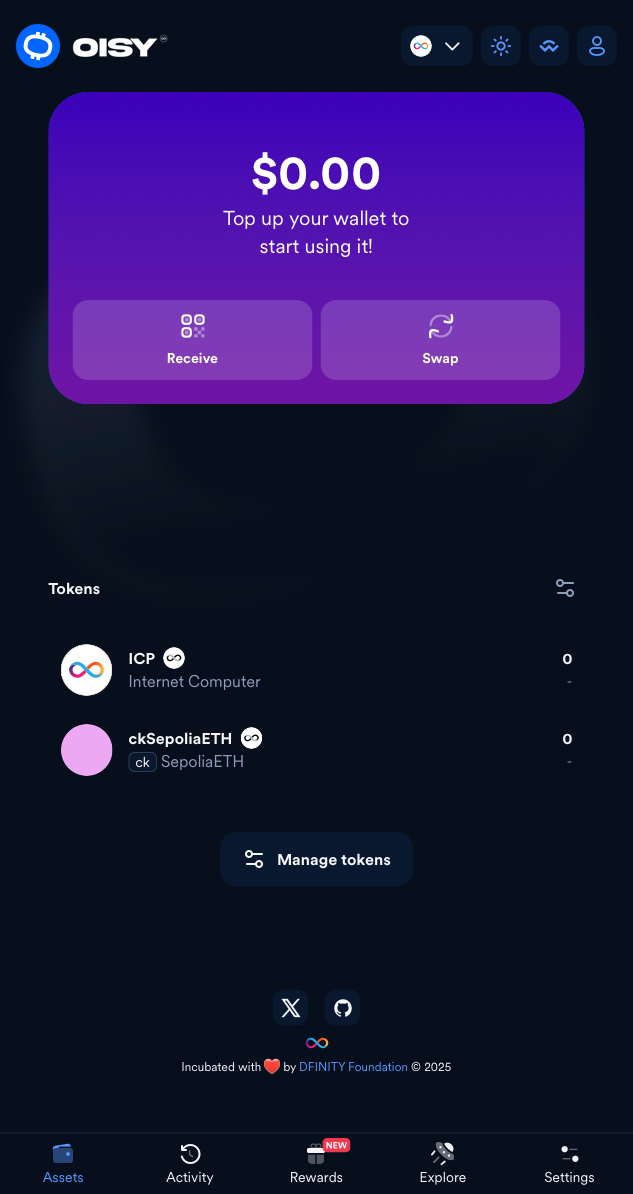 OISY
$0.00
Top up your wallet to
start using it!
Receive
Swap
Tokens
ICP
0
Internet Computer
-
ckSepoliaETH
0
ck SepoliaETH
-
Manage tokens
Incubated with ❤️ by DFINITY Foundation © 2025
NEW
Assets
Activity
Rewards
Explore
Settings